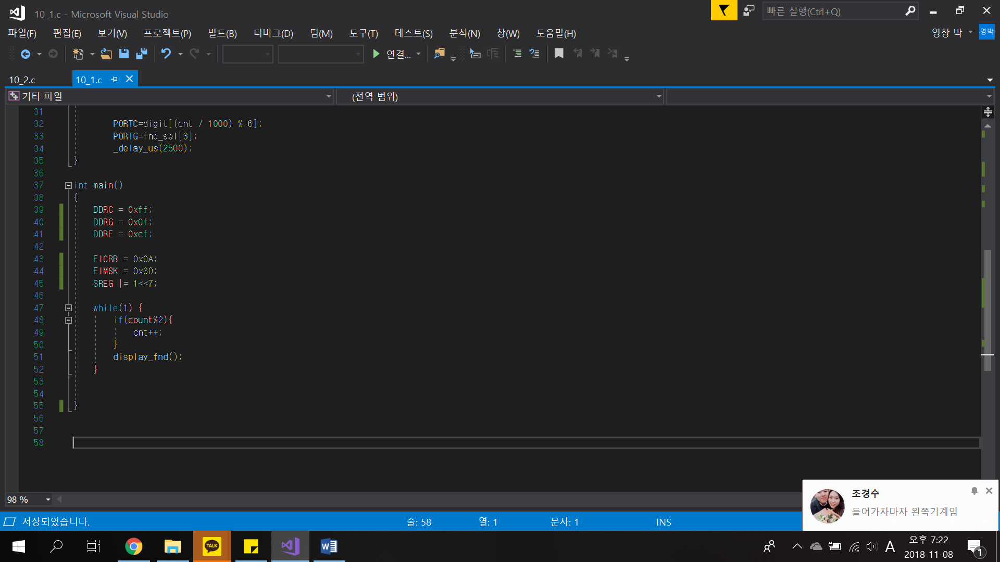 10_1.c - Microsoft Visual Studio
빠른 실행(Ctrl+Q)
파일(F) 편집(E) 보기(V) 프로젝트(P) 빌드(B) 디버그(D) 팀(M) 도구(T) 테스트(S) 분석(N) 창(W) 도움말(H)
영창 박
영박
연결...
10_2.c 10_1.c
기타 파일 (전역 범위)
31
32 PORTC=digit[(cnt / 1000) % 6];
33 PORTG=fnd_sel[3];
34 _delay_us(2500);
35 }
36
37 int main()
38 {
39 DDRC = 0xff;
40 DDRG = 0x0f;
41 DDRE = 0xcf;
42
43 EICRB = 0x0A;
44 EIMSK = 0x30;
45 SREG |= 1<<7;
46
47 while(1) {
48 if(count%2){
49 cnt++;
50 }
51 display_fnd();
52 }
53
54
55 }
56
57
58
98 %
조경수
들어가자마자 왼쪽기계임
저장되었습니다. 줄: 58 열: 1 문자: 1 INS
TALK
W
A
오후 7:22
2018-11-08
1